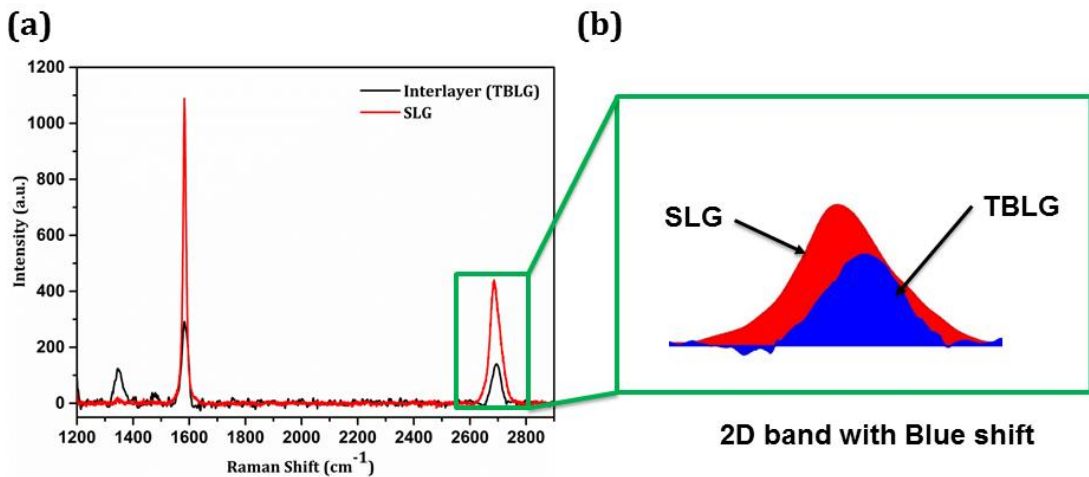 (a)
(b)
1200
1000
800
600
400
200
0
Intensity (a.u.)
Interlayer (TBLG)
SLG
1200 1400 1600 1800 2000 2200 2400 2600 2800
Raman Shift (cm⁻¹)
SLG
TBLG
2D band with Blue shift